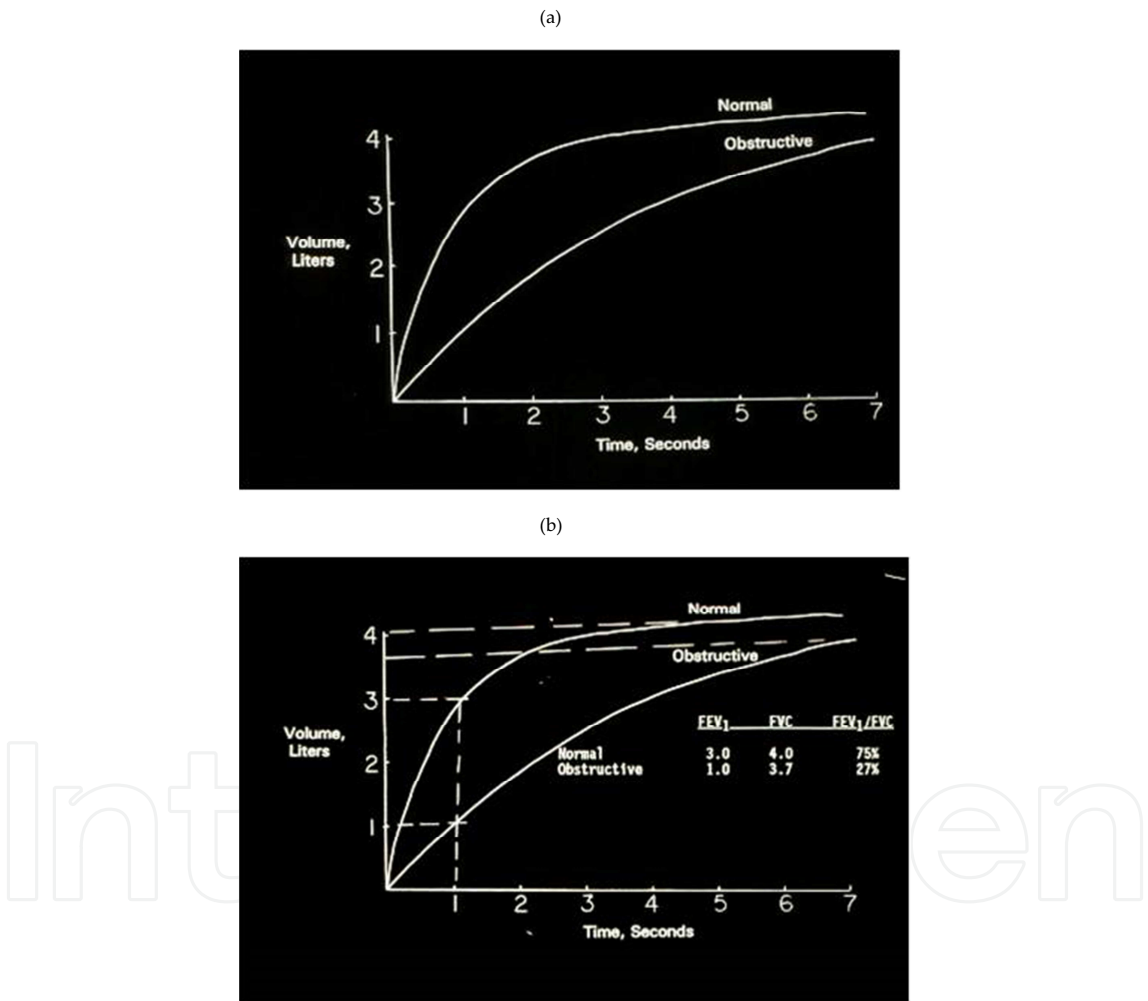 (a)
Normal
4
Obstructive
3
Volume,
Liters
2
1
1 2 3 4 5 6 7
Time, Seconds
(b)
Normal
4
Obstructive
3
FEV1 FVC FEV1/FVC
Volume,
Liters
Normal 3.0 4.0 75%
2
Obstructive 1.0 3.7 27%
1
1 2 3 4 5 6 7
Time, Seconds